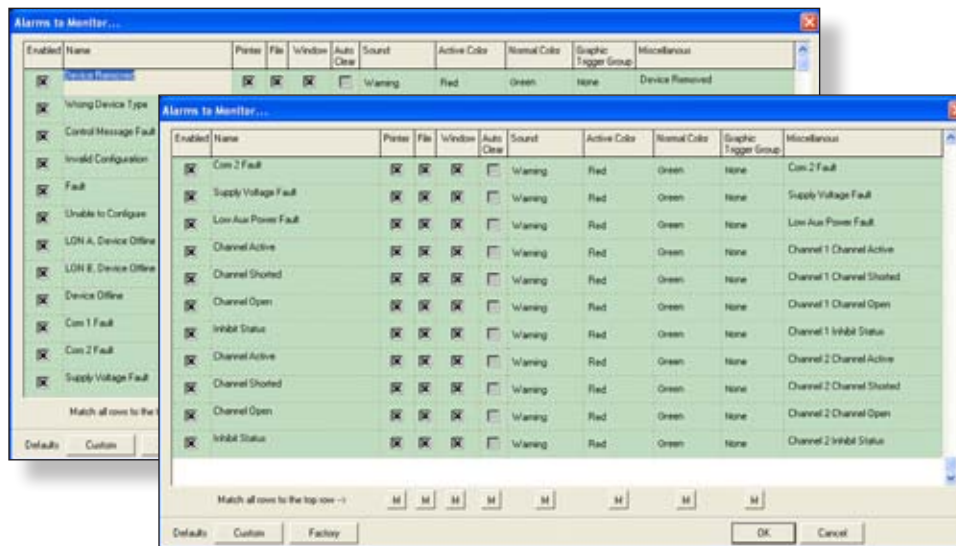 Alarms to Monitor...
Enabled Name Printer File Window Auto Clear Sound Active Color Normal Color Graphic Trigger Group Miscellaneous
Device Removed Warning Red Green None Device Removed
Wrong Device Type
Control Message Fault
Invalid Configuration
Fault
Unable to Configure
LON A, Device Offline
LON B, Device Offline
Device Offline
Com 1 Fault
Com 2 Fault
Supply Voltage Fault
Match all rows to the
Defaults Custom
Alarms to Monitor...
Enabled Name Printer File Window Auto Clear Sound Active Color Normal Color Graphic Trigger Group Miscellaneous
Com 2 Fault Warning Red Green None Com 2 Fault
Supply Voltage Fault Warning Red Green None Supply Voltage Fault
Low Aux Power Fault Warning Red Green None Low Aux Power Fault
Channel Active Warning Red Green None Channel 1 Channel Active
Channel Shorted Warning Red Green None Channel 1 Channel Shorted
Channel Open Warning Red Green None Channel 1 Channel Open
Inhibit Status Warning Red Green None Channel 1 Inhibit Status
Channel Active Warning Red Green None Channel 2 Channel Active
Channel Shorted Warning Red Green None Channel 2 Channel Shorted
Channel Open Warning Red Green None Channel 2 Channel Open
Inhibit Status Warning Red Green None Channel 2 Inhibit Status
Match all rows to the top row --> M M M M M M M M
Defaults Custom Factory OK Cancel